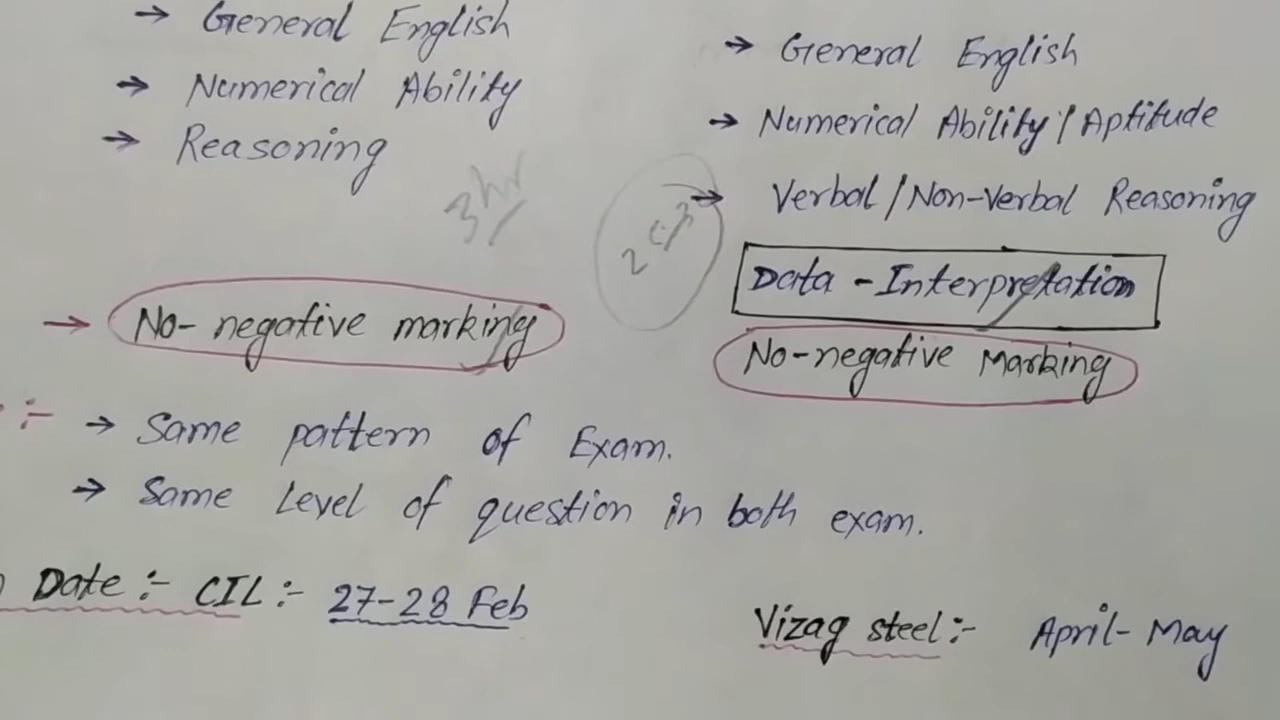 → General English
→ Numerical Ability
→ Reasoning
3 hr
→ No- negative marking
→ General English
→ Numerical Ability / Aptitude
→ Verbal / Non-Verbal Reasoning
Data - Interpretation
No-negative Marking
:- → Same pattern of Exam.
→ Same Level of question in both exam.
Date :- CIL :- 27-28 Feb
Vizag steel :- April- May